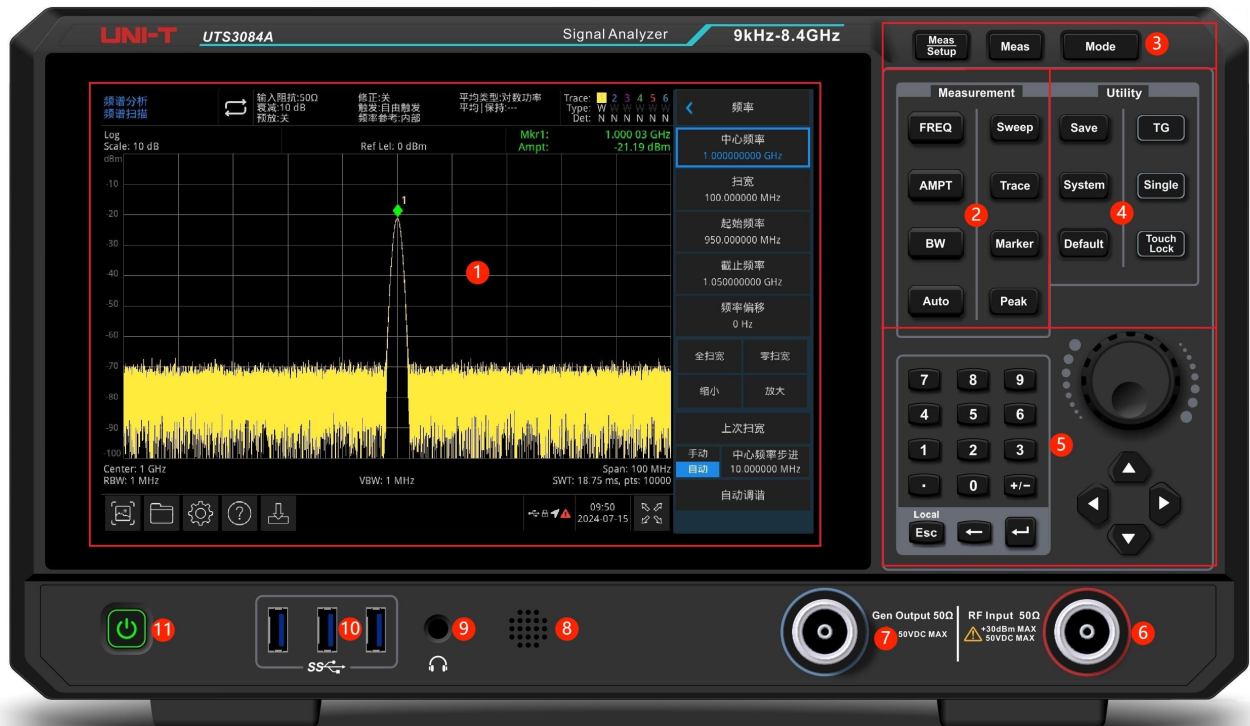 UNI-T UTS3084A Signal Analyzer 9kHz-8.4GHz
Meas Setup
Meas
Mode
3
频谱分析
频谱扫描
输入阻抗:50Ω
衰减:10 dB
预放:关
修正:关
触发:自由触发
频率参考:内部
平均类型:对数功率
平均|保持:---
Trace: 1 2 3 4 5 6
Type: W W W W W W
Det: N N N N N N
Log
Scale: 10 dB
Ref Lel: 0 dBm
Mkr1: 1.000 03 GHz
Ampt: -21.19 dBm
dBm
-10
-20
-30
-40
-50
-60
-70
-80
-90
-100
1
1
Center: 1 GHz
RBW: 1 MHz
VBW: 1 MHz
Span: 100 MHz
SWT: 18.75 ms, pts: 10000
09:50
2024-07-15
频率
中心频率
1.000000000 GHz
扫宽
100.000000 MHz
起始频率
950.000000 MHz
截止频率
1.050000000 GHz
频率偏移
0 Hz
全扫宽 零扫宽
缩小 放大
上次扫宽
手动
自动
中心频率步进
10.000000 MHz
自动调谐
Measurement
FREQ Sweep
AMPT Trace
2
BW Marker
Auto Peak
Utility
Save TG
System Single
4
Default Touch Lock
7 8 9
4 5 6
1 2 3
. 0 +/-
Local
Esc
5
11
10
SS
9
8
Gen Output 50Ω
7
50VDC MAX
RF Input 50Ω
+30dBm MAX
50VDC MAX
6